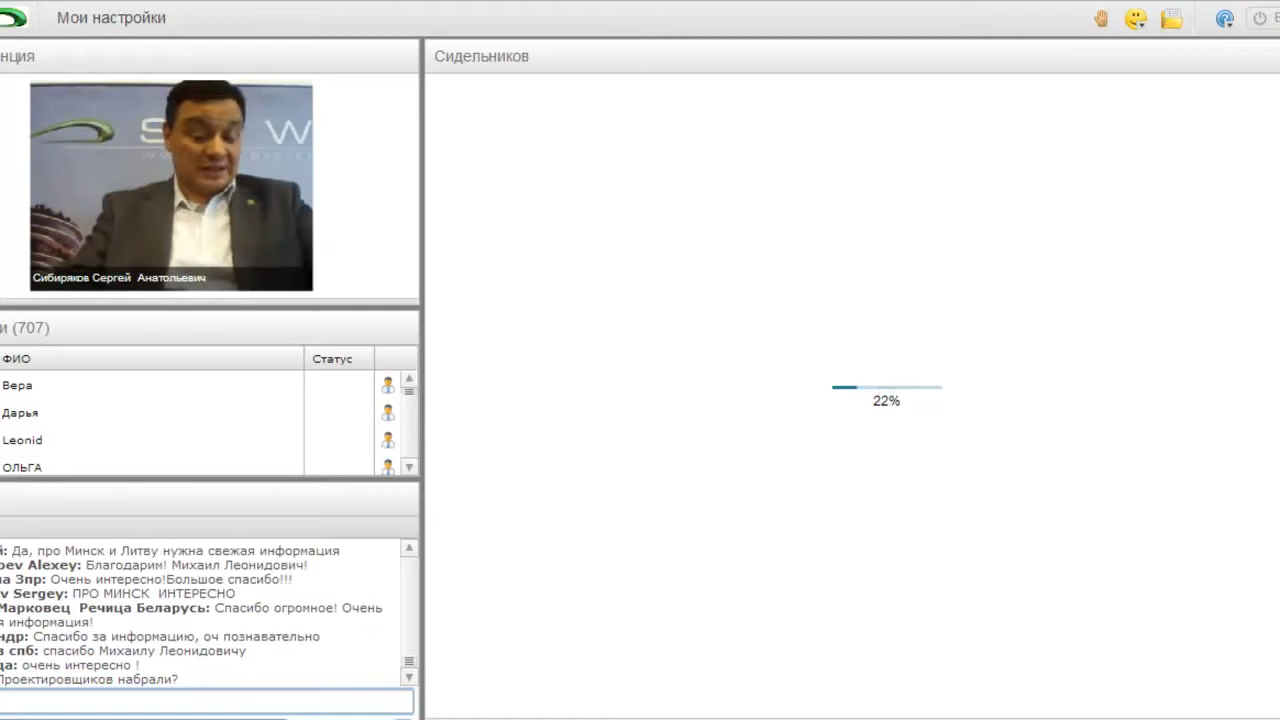 Мои настройки
нция
Сидельников
S W
Сибиряков Сергей Анатольевич
и (707)
ФИО
Статус
Вера
Дарья
Leonid
ОЛЬГА
22%
й: Да, про Минск и Литву нужна свежая информация
oev Alexey: Благодарим! Михаил Леонидович!
на Зпр: Очень интересно!Большое спасибо!!!
v Sergey: ПРО МИНСК ИНТЕРЕСНО
Марковец Речица Беларусь: Спасибо огромное! Очень
я информация!
ндр: Спасибо за информацию, оч познавательно
в спб: спасибо Михаилу Леонидовичу
да: очень интересно !
Проектировщиков набрали?